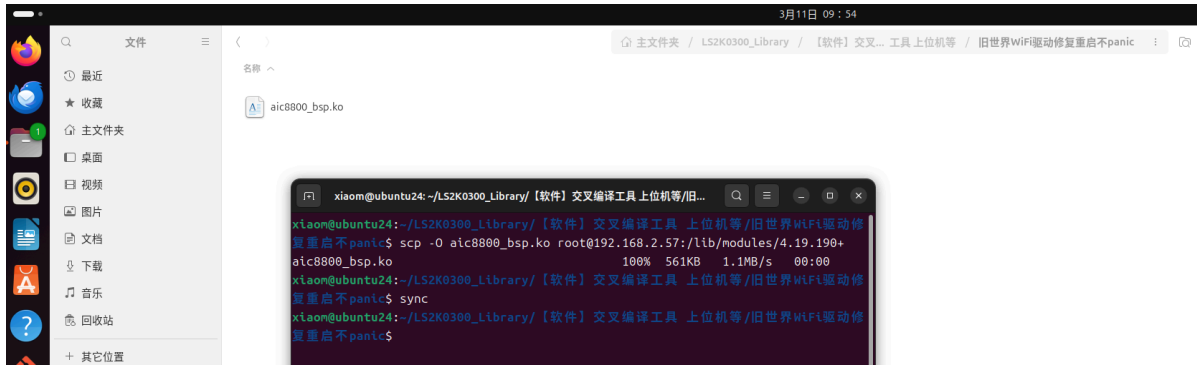 3月11日 09：54
文件
主文件夹 / LS2K0300_Library / 【软件】交叉... 工具 上位机等 / 旧世界WiFi驱动修复重启不panic
名称
最近
收藏
主文件夹
桌面
视频
图片
文档
下载
音乐
回收站
+ 其它位置
1
aic8800_bsp.ko
xiaom@ubuntu24: ~/LS2K0300_Library/【软件】交叉编译工具 上位机等/旧...
xiaom@ubuntu24:~/LS2K0300_Library/【软件】交叉编译工具 上位机等/旧世界WiFi驱动修
复重启不panic$ scp -O aic8800_bsp.ko root@192.168.2.57:/lib/modules/4.19.190+
aic8800_bsp.ko 100% 561KB 1.1MB/s 00:00
xiaom@ubuntu24:~/LS2K0300_Library/【软件】交叉编译工具 上位机等/旧世界WiFi驱动修
复重启不panic$ sync
xiaom@ubuntu24:~/LS2K0300_Library/【软件】交叉编译工具 上位机等/旧世界WiFi驱动修
复重启不panic$